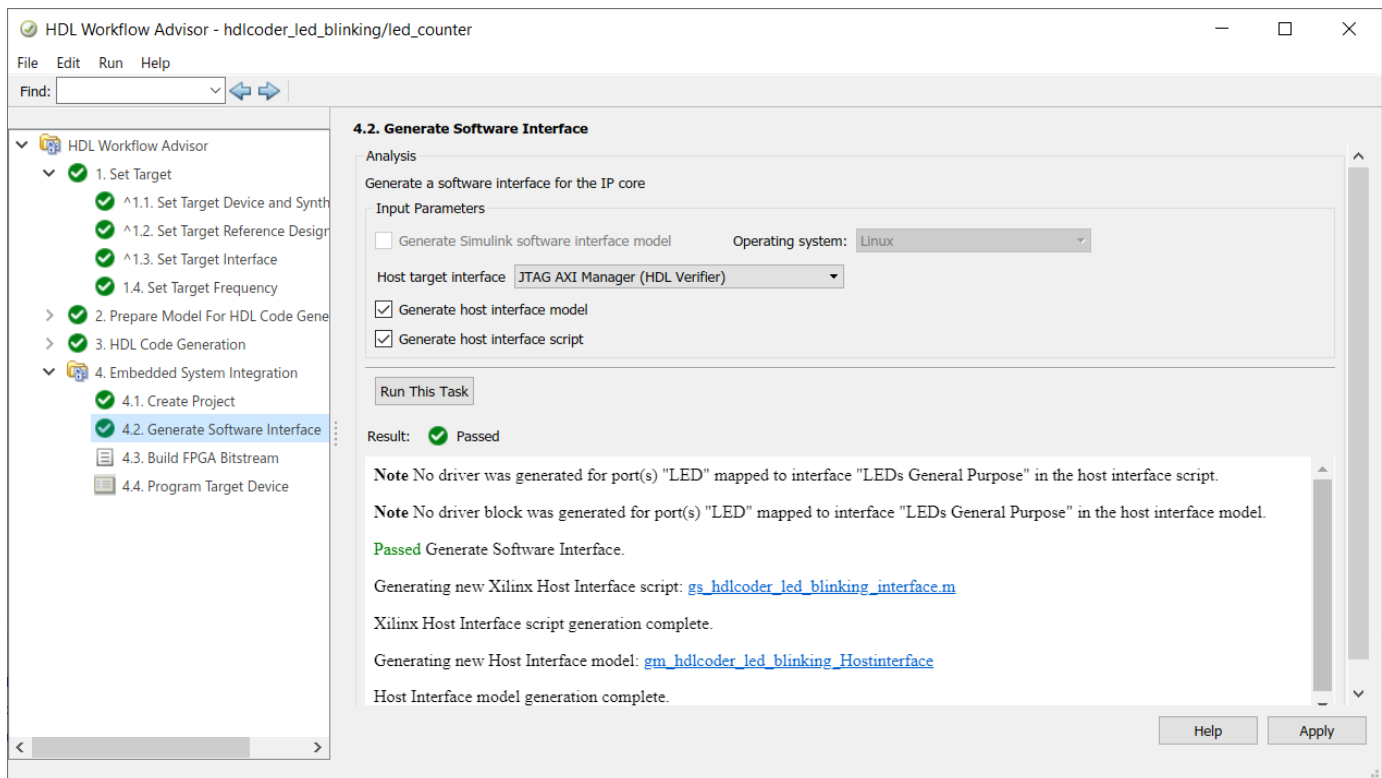 HDL Workflow Advisor - hdlcoder_led_blinking/led_counter
File Edit Run Help
Find:
HDL Workflow Advisor
1. Set Target
^1.1. Set Target Device and Synth
^1.2. Set Target Reference Design
^1.3. Set Target Interface
1.4. Set Target Frequency
2. Prepare Model For HDL Code Gene
3. HDL Code Generation
4. Embedded System Integration
4.1. Create Project
4.2. Generate Software Interface
4.3. Build FPGA Bitstream
4.4. Program Target Device
4.2. Generate Software Interface
Analysis
Generate a software interface for the IP core
Input Parameters
Generate Simulink software interface model Operating system: Linux
Host target interface JTAG AXI Manager (HDL Verifier)
Generate host interface model
Generate host interface script
Run This Task
Result: Passed
Note No driver was generated for port(s) "LED" mapped to interface "LEDs General Purpose" in the host interface script.
Note No driver block was generated for port(s) "LED" mapped to interface "LEDs General Purpose" in the host interface model.
Passed Generate Software Interface.
Generating new Xilinx Host Interface script: gs_hdlcoder_led_blinking_interface.m
Xilinx Host Interface script generation complete.
Generating new Host Interface model: gm_hdlcoder_led_blinking_Hostinterface
Host Interface model generation complete.
Help Apply